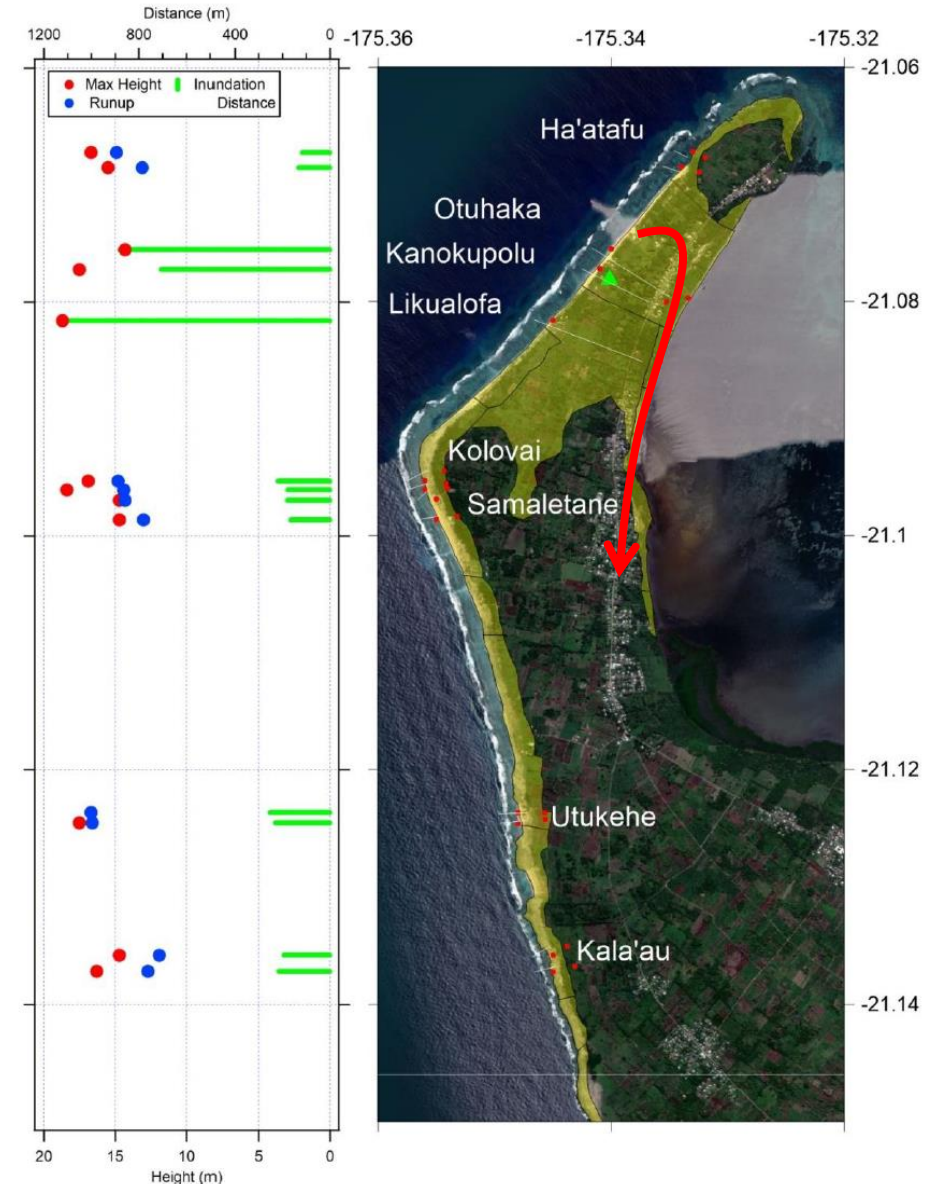 Distance (m)
1200 800 400 0
Max Height Inundation
Runup Distance
20 15 10 5 0
Height (m)
-175.36 -175.34 -175.32
-21.06
Ha'atafu
Otuhaka
Kanokupolu
-21.08
Likualofa
Kolovai
Samaletane
-21.1
-21.12
Utukehe
Kala'au
-21.14